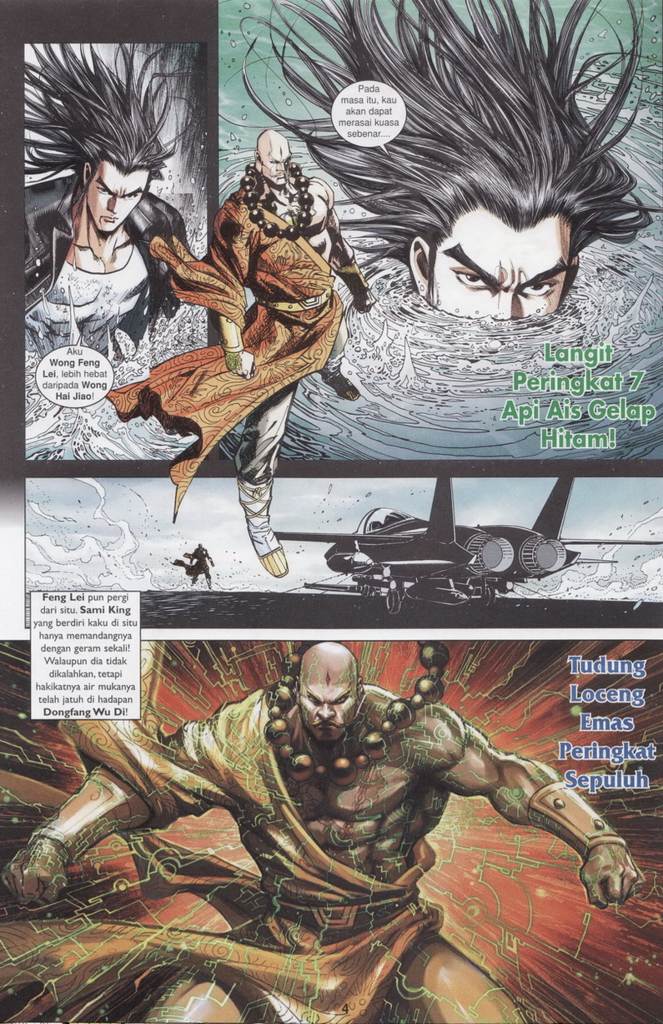 Pada
masa itu, kau
akan dapat
merasai kuasa
sebenar....
Aku
Wong Feng
Lei, lebih hebat
daripada Wong
Hai Jiao!
Langit
Peringkat 7
Api Ais Gelap
Hitam!
Feng Lei pun pergi
dari situ. Sami King
yang berdiri kaku di situ
hanya memandangnya
dengan geram sekali!
Walaupun dia tidak
dikalahkan, tetapi
hakikatnya air mukanya
telah jatuh di hadapan
Dongfang Wu Di!
Tudung
Loceng
Emas
Peringkat
Sepuluh
4